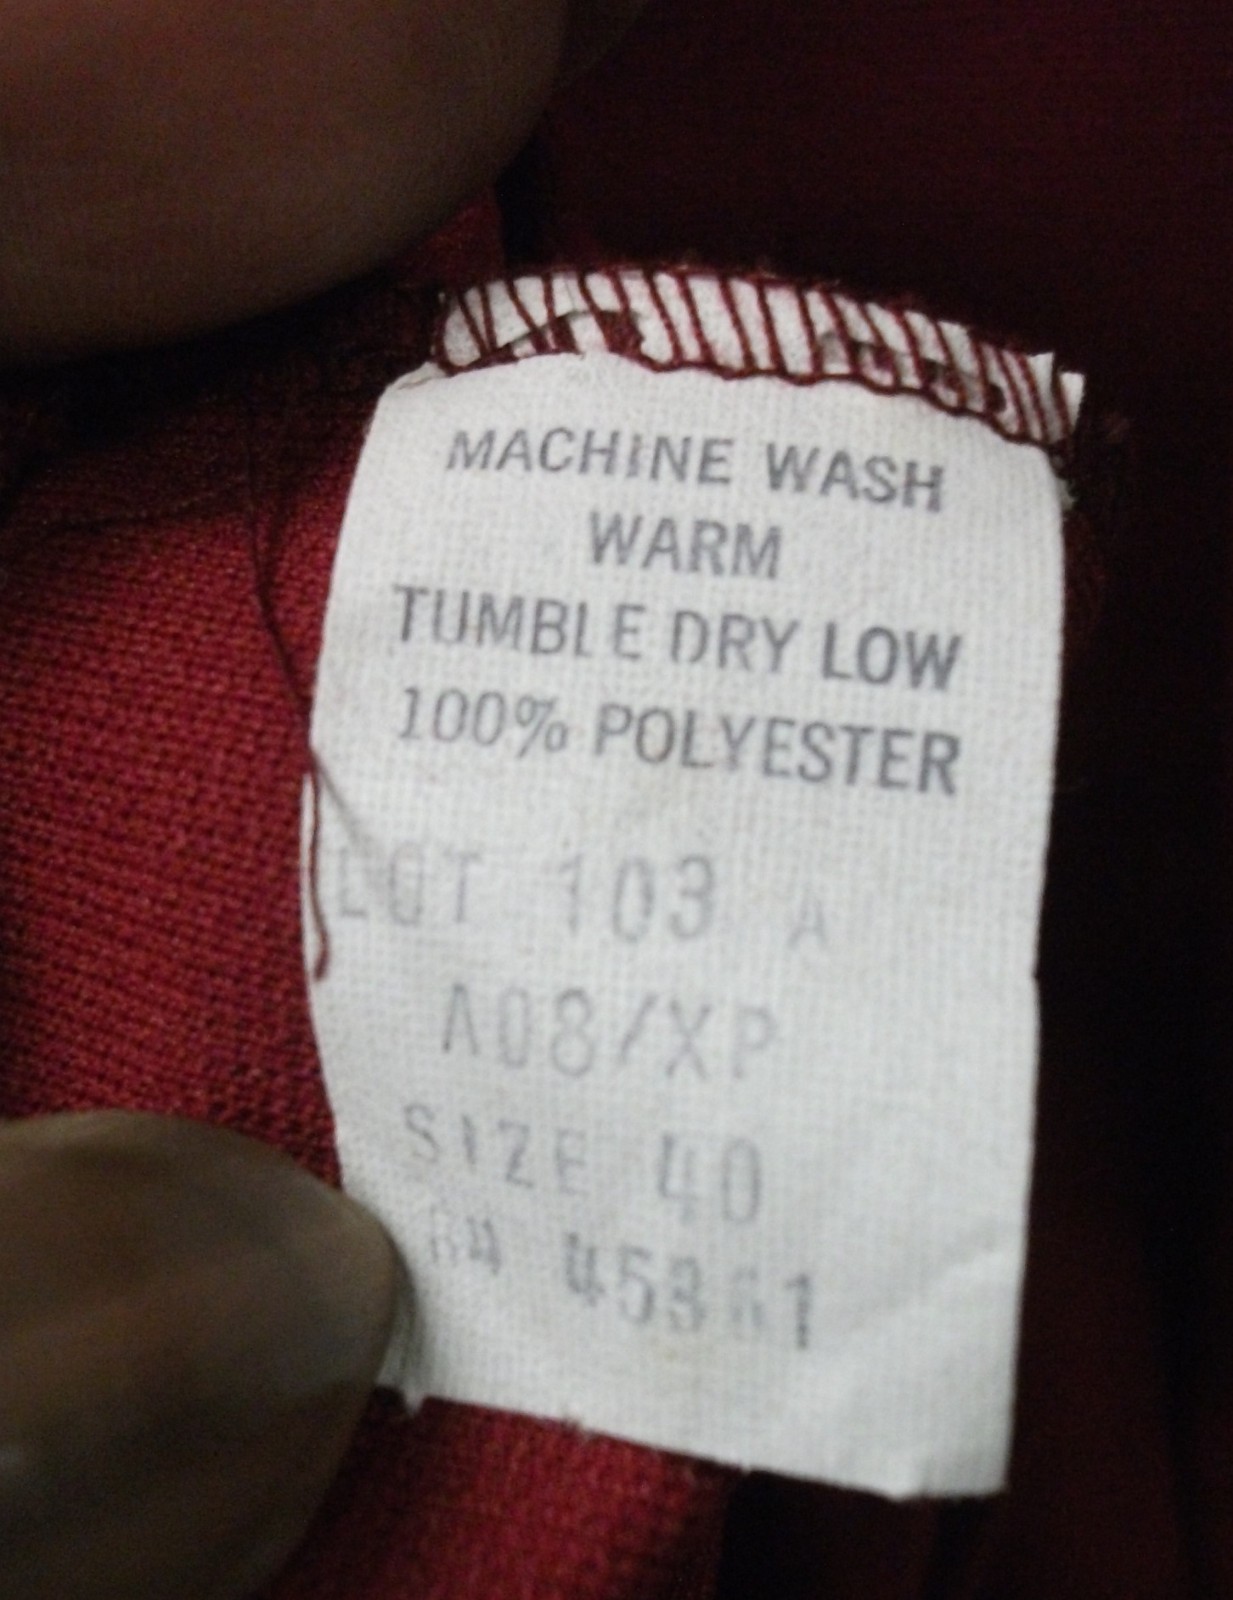 MACHINE WASH
WARM
TUMBLE DRY LOW
100% POLYESTER
LOT 103 A
A08/XP
SIZE 40